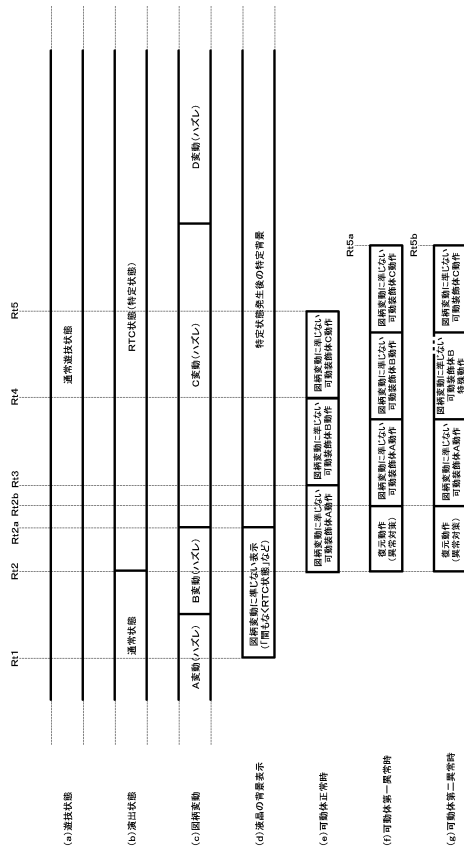 Rt1
Rt2
Rt2a
Rt2b
Rt3
Rt4
Rt5
(a)遊技状態
通常遊技状態
(b)演出状態
通常状態
RTC状態(特定状態)
(c)図柄変動
A変動(ハズレ)
B変動(ハズレ)
C変動(ハズレ)
D変動(ハズレ)
(d)液晶の背景表示
図柄変動に準じない表示
(「間もなくRTC状態」など)
特定状態発生後の特定背景
(e)可動体正常時
図柄変動に準じない
可動装飾体A動作
図柄変動に準じない
可動装飾体B動作
図柄変動に準じない
可動装飾体C動作
Rt5a
(f)可動体第一異常時
復元動作
(異常対策)
図柄変動に準じない
可動装飾体A動作
図柄変動に準じない
可動装飾体B動作
図柄変動に準じない
可動装飾体C動作
Rt5b
(g)可動体第二異常時
復元動作
(異常対策)
図柄変動に準じない
可動装飾体A動作
図柄変動に準じない
可動装飾体B
特殊動作
図柄変動に準じない
可動装飾体C動作